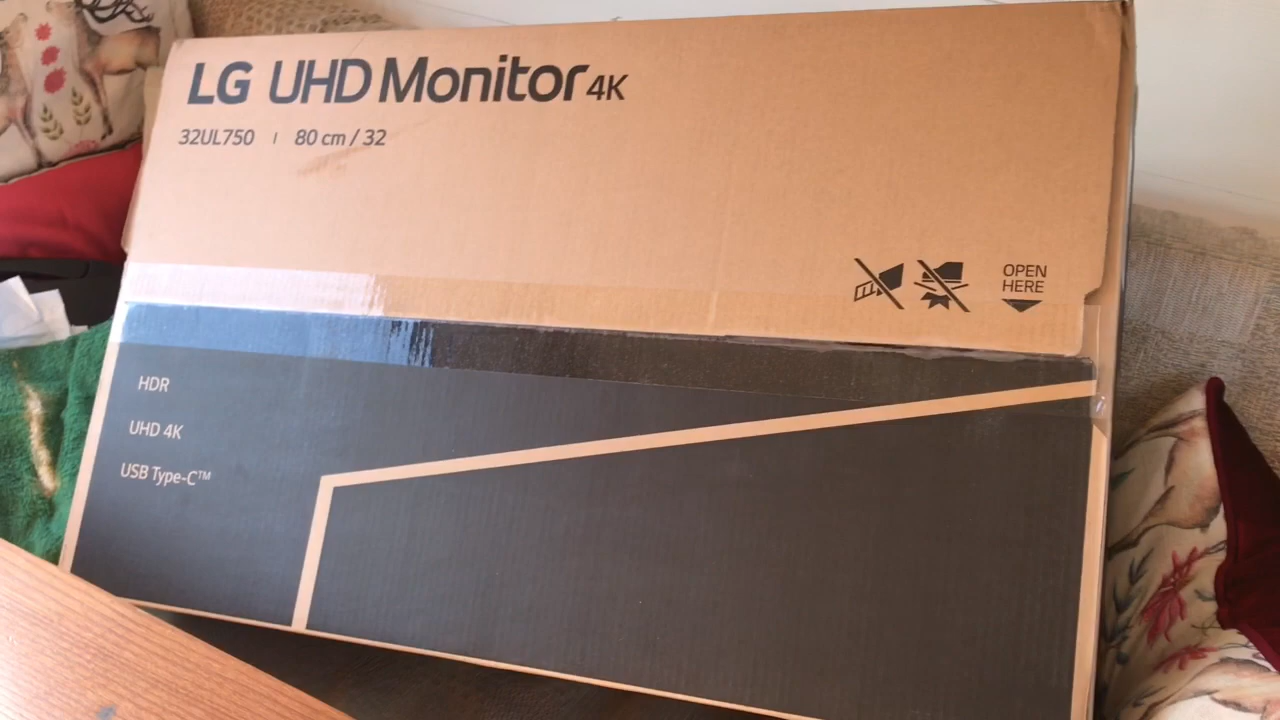 LG UHD Monitor 4K
32UL750 | 80 cm / 32
OPEN
HERE
HDR
UHD 4K
USB Type-C™